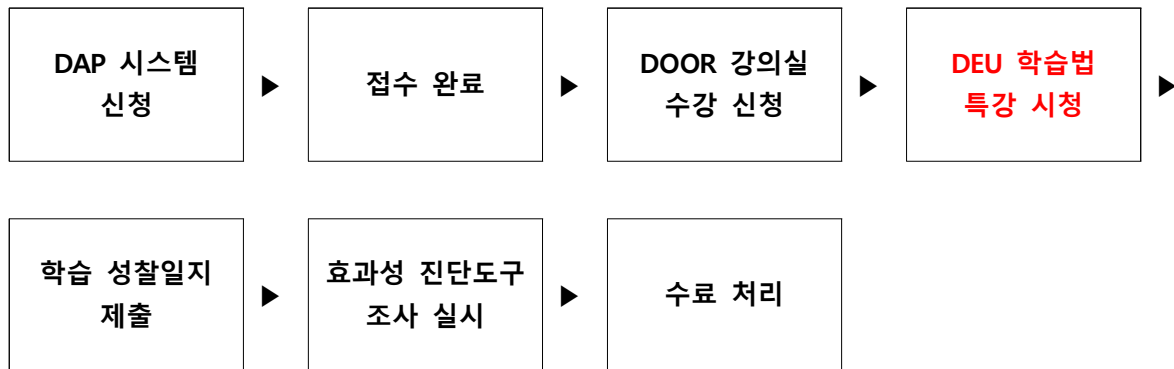 DAP 시스템
신청
▶
접수 완료
▶
DOOR 강의실
수강 신청
▶
DEU 학습법
특강 시청
▶
학습 성찰일지
제출
▶
효과성 진단도구
조사 실시
▶
수료 처리